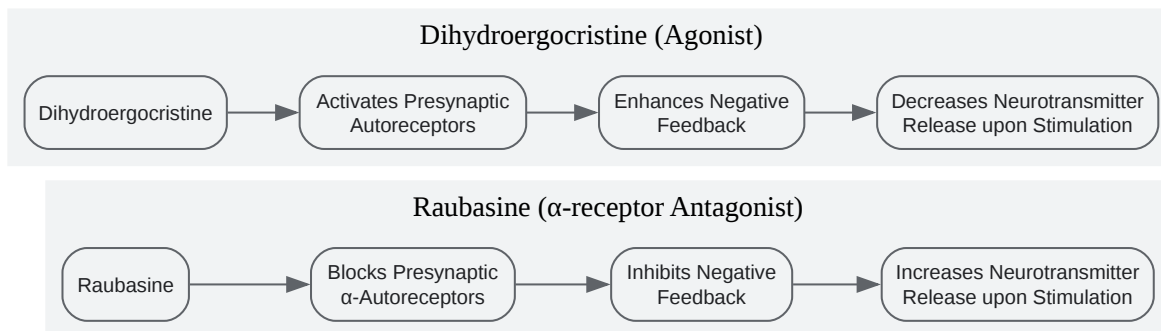 Dihydroergocristine (Agonist)
Dihydroergocristine
Activates Presynaptic
Autoreceptors
Enhances Negative
Feedback
Decreases Neurotransmitter
Release upon Stimulation
Raubasine (α-receptor Antagonist)
Raubasine
Blocks Presynaptic
α-Autoreceptors
Inhibits Negative
Feedback
Increases Neurotransmitter
Release upon Stimulation